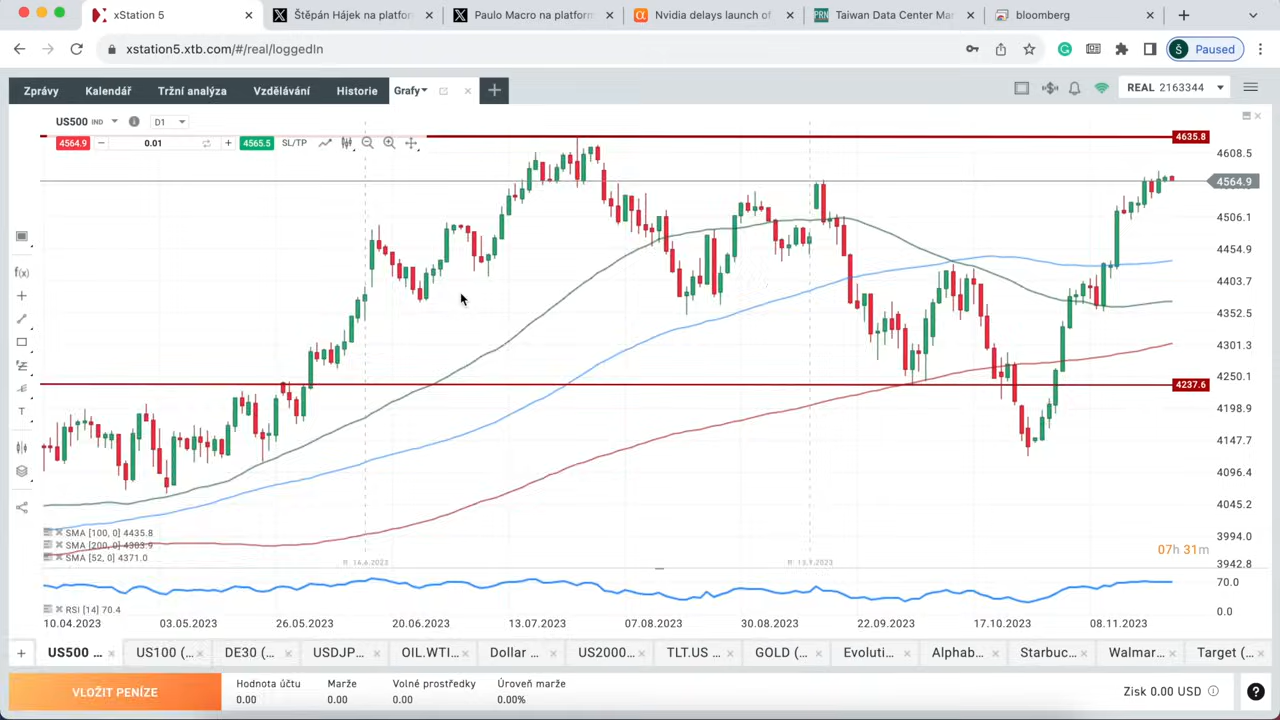 xStation 5
Štěpán Hájek na platfor
Paulo Macro na platform
Nvidia delays launch of
Taiwan Data Center Mar
bloomberg
xstation5.xtb.com/#/real/loggedIn
Š Paused
Zprávy Kalendář Tržní analýza Vzdělávání Historie Grafy
REAL 2163344
US500 IND D1
4564.9 0.01 4565.5 SL/TP
4635.8
4608.5
4564.9
4506.1
4454.9
4403.7
4352.5
4301.3
4250.1
4237.6
4198.9
4147.7
4096.4
4045.2
3994.0
3942.8
f(x)
T
SMA [100, 0] 4435.8
SMA [200, 0] 4303.9
SMA [52, 0] 4371.0
07h 31m
14.6.2023 13.9.2023
RSI [14] 70.4
70.0
0.0
10.04.2023 03.05.2023 26.05.2023 20.06.2023 13.07.2023 07.08.2023 30.08.2023 22.09.2023 17.10.2023 08.11.2023
US500 ... US100 (... DE30 (... USDJP... OIL.WTI... Dollar ... US2000... TLT.US ... GOLD (... Evoluti... Alphab... Starbuc... Walmar... Target (...
VLOŽIT PENÍZE
Hodnota účtu Marže Volné prostředky Úroveň marže
0.00 0.00 0.00 0.00%
Zisk 0.00 USD